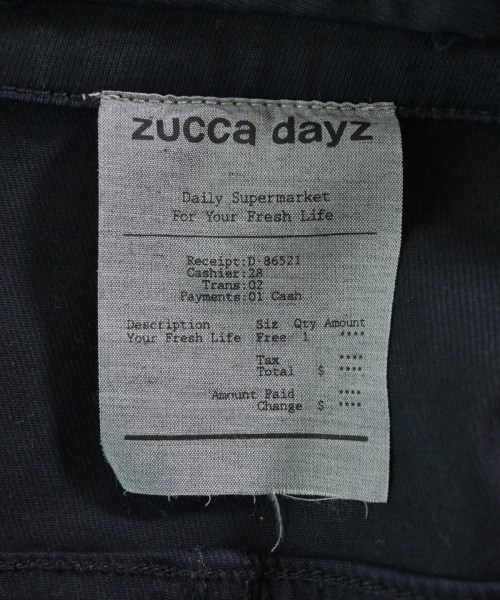 zucca dayz
Daily Supermarket
For Your Fresh Life
Receipt:D-86521
Cashier:28
Trans:02
Payments:01 Cash
Description Siz Qty Amount
Your Fresh Life Free 1 ****
Tax ****
Total $ ****
Amount Paid ****
Change $ ****